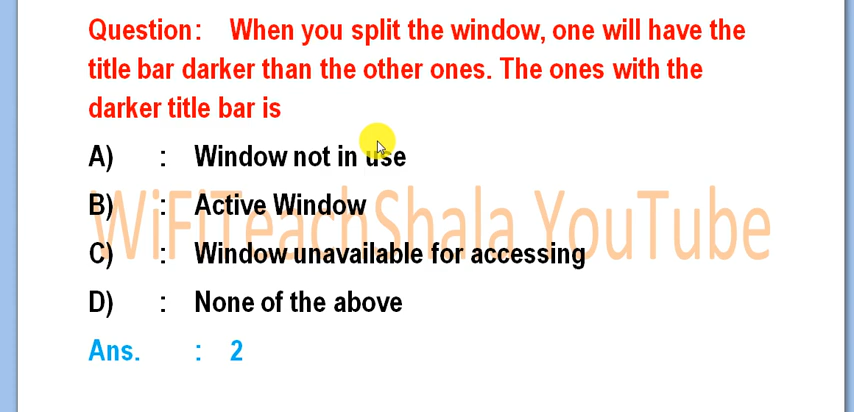 Question: When you split the window, one will have the
title bar darker than the other ones. The ones with the
darker title bar is
A) : Window not in use
B) : Active Window
WiFiTeachShala YouTube
C) : Window unavailable for accessing
D) : None of the above
Ans. : 2